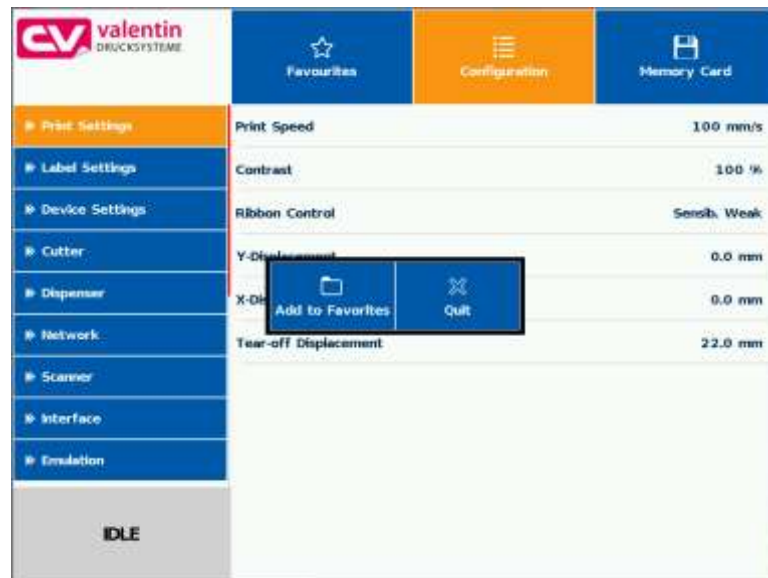 valentin
DRUCKSYSTEME
Favourites
Configuration
Memory Card
Print Settings
Label Settings
Device Settings
Cutter
Dispenser
Network
Scanner
Interface
Emulation
IDLE
Print Speed 100 mm/s
Contrast 100 %
Ribbon Control Sensib. Weak
Y-Displacement 0.0 mm
X-Di 0.0 mm
Tear-off Displacement 22.0 mm
Add to Favorites
Quit